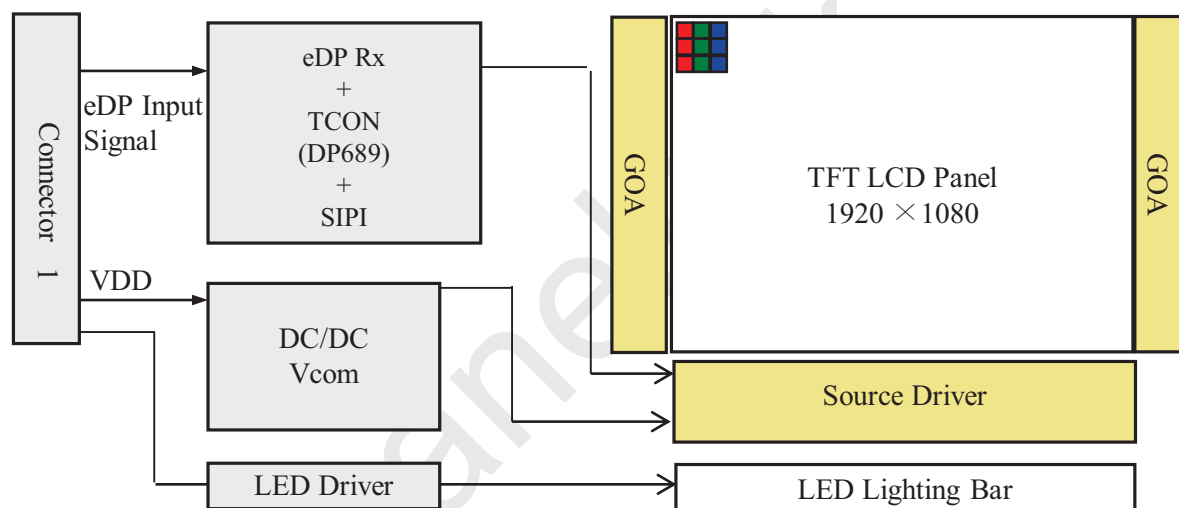 Connector 1
eDP Input
Signal
eDP Rx
+
TCON
(DP689)
+
SIPI
VDD
DC/DC
Vcom
LED Driver
GOA
TFT LCD Panel
1920 ×1080
GOA
Source Driver
LED Lighting Bar